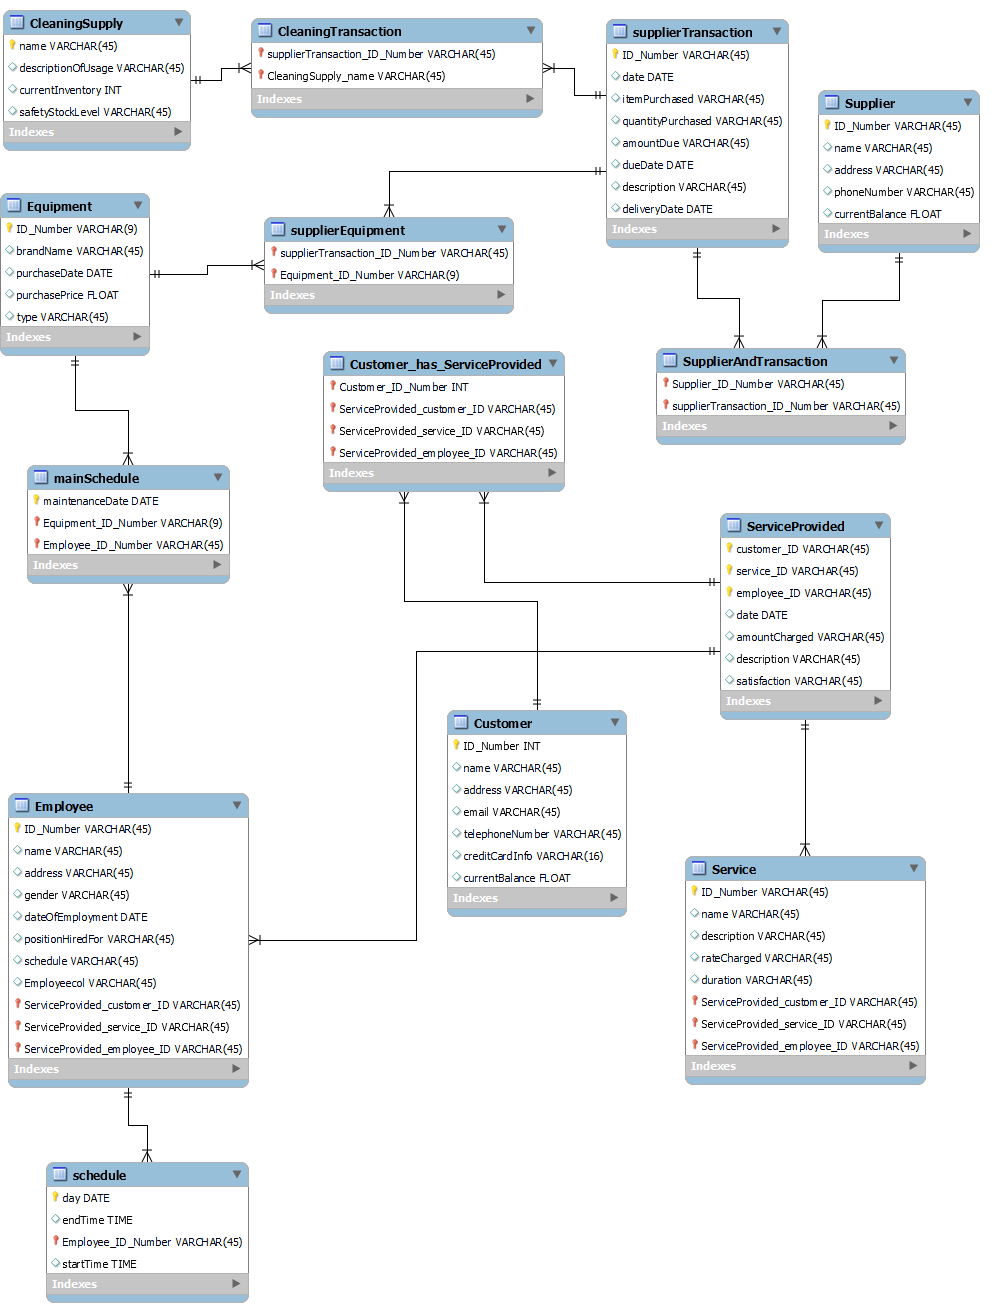 CleaningSupply
name VARCHAR(45)
descriptionOfUsage VARCHAR(45)
currentInventory INT
safetyStockLevel VARCHAR(45)
Indexes
CleaningTransaction
supplierTransaction_ID_Number VARCHAR(45)
CleaningSupply_name VARCHAR(45)
Indexes
supplierTransaction
ID_Number VARCHAR(45)
date DATE
itemPurchased VARCHAR(45)
quantityPurchased VARCHAR(45)
amountDue VARCHAR(45)
dueDate DATE
description VARCHAR(45)
deliveryDate DATE
Indexes
Supplier
ID_Number VARCHAR(45)
name VARCHAR(45)
address VARCHAR(45)
phoneNumber VARCHAR(45)
currentBalance FLOAT
Indexes
Equipment
ID_Number VARCHAR(9)
brandName VARCHAR(45)
purchaseDate DATE
purchasePrice FLOAT
type VARCHAR(45)
Indexes
supplierEquipment
supplierTransaction_ID_Number VARCHAR(45)
Equipment_ID_Number VARCHAR(9)
Indexes
Customer_has_ServiceProvided
Customer_ID_Number INT
ServiceProvided_customer_ID VARCHAR(45)
ServiceProvided_service_ID VARCHAR(45)
ServiceProvided_employee_ID VARCHAR(45)
Indexes
SupplierAndTransaction
Supplier_ID_Number VARCHAR(45)
supplierTransaction_ID_Number VARCHAR(45)
Indexes
mainSchedule
maintenanceDate DATE
Equipment_ID_Number VARCHAR(9)
Employee_ID_Number VARCHAR(45)
Indexes
ServiceProvided
customer_ID VARCHAR(45)
service_ID VARCHAR(45)
employee_ID VARCHAR(45)
date DATE
amountCharged VARCHAR(45)
description VARCHAR(45)
satisfaction VARCHAR(45)
Indexes
Customer
ID_Number INT
name VARCHAR(45)
address VARCHAR(45)
email VARCHAR(45)
telephoneNumber VARCHAR(45)
creditCardInfo VARCHAR(16)
currentBalance FLOAT
Indexes
Employee
ID_Number VARCHAR(45)
name VARCHAR(45)
address VARCHAR(45)
gender VARCHAR(45)
dateOfEmployment DATE
positionHiredFor VARCHAR(45)
schedule VARCHAR(45)
Employeecol VARCHAR(45)
ServiceProvided_customer_ID VARCHAR(45)
ServiceProvided_service_ID VARCHAR(45)
ServiceProvided_employee_ID VARCHAR(45)
Indexes
Service
ID_Number VARCHAR(45)
name VARCHAR(45)
description VARCHAR(45)
rateCharged VARCHAR(45)
duration VARCHAR(45)
ServiceProvided_customer_ID VARCHAR(45)
ServiceProvided_service_ID VARCHAR(45)
ServiceProvided_employee_ID VARCHAR(45)
Indexes
schedule
day DATE
endTime TIME
Employee_ID_Number VARCHAR(45)
startTime TIME
Indexes